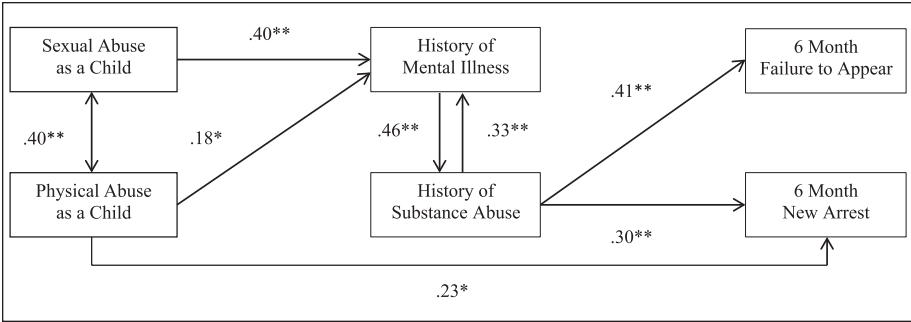 Sexual Abuse
as a Child
.40**
History of
Mental Illness
6 Month
Failure to Appear
.40**
.18*
.46**
.33**
.41**
Physical Abuse
as a Child
History of
Substance Abuse
6 Month
New Arrest
.30**
.23*